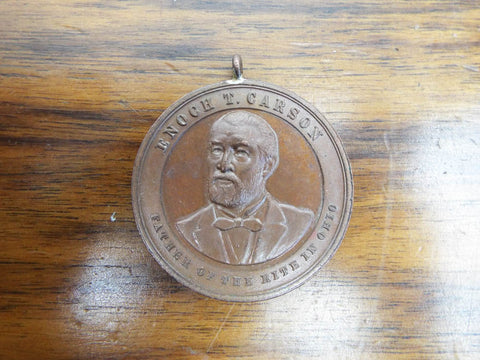 ENOCH T. CARSON
FATHER OF THE RITE IN OHIO